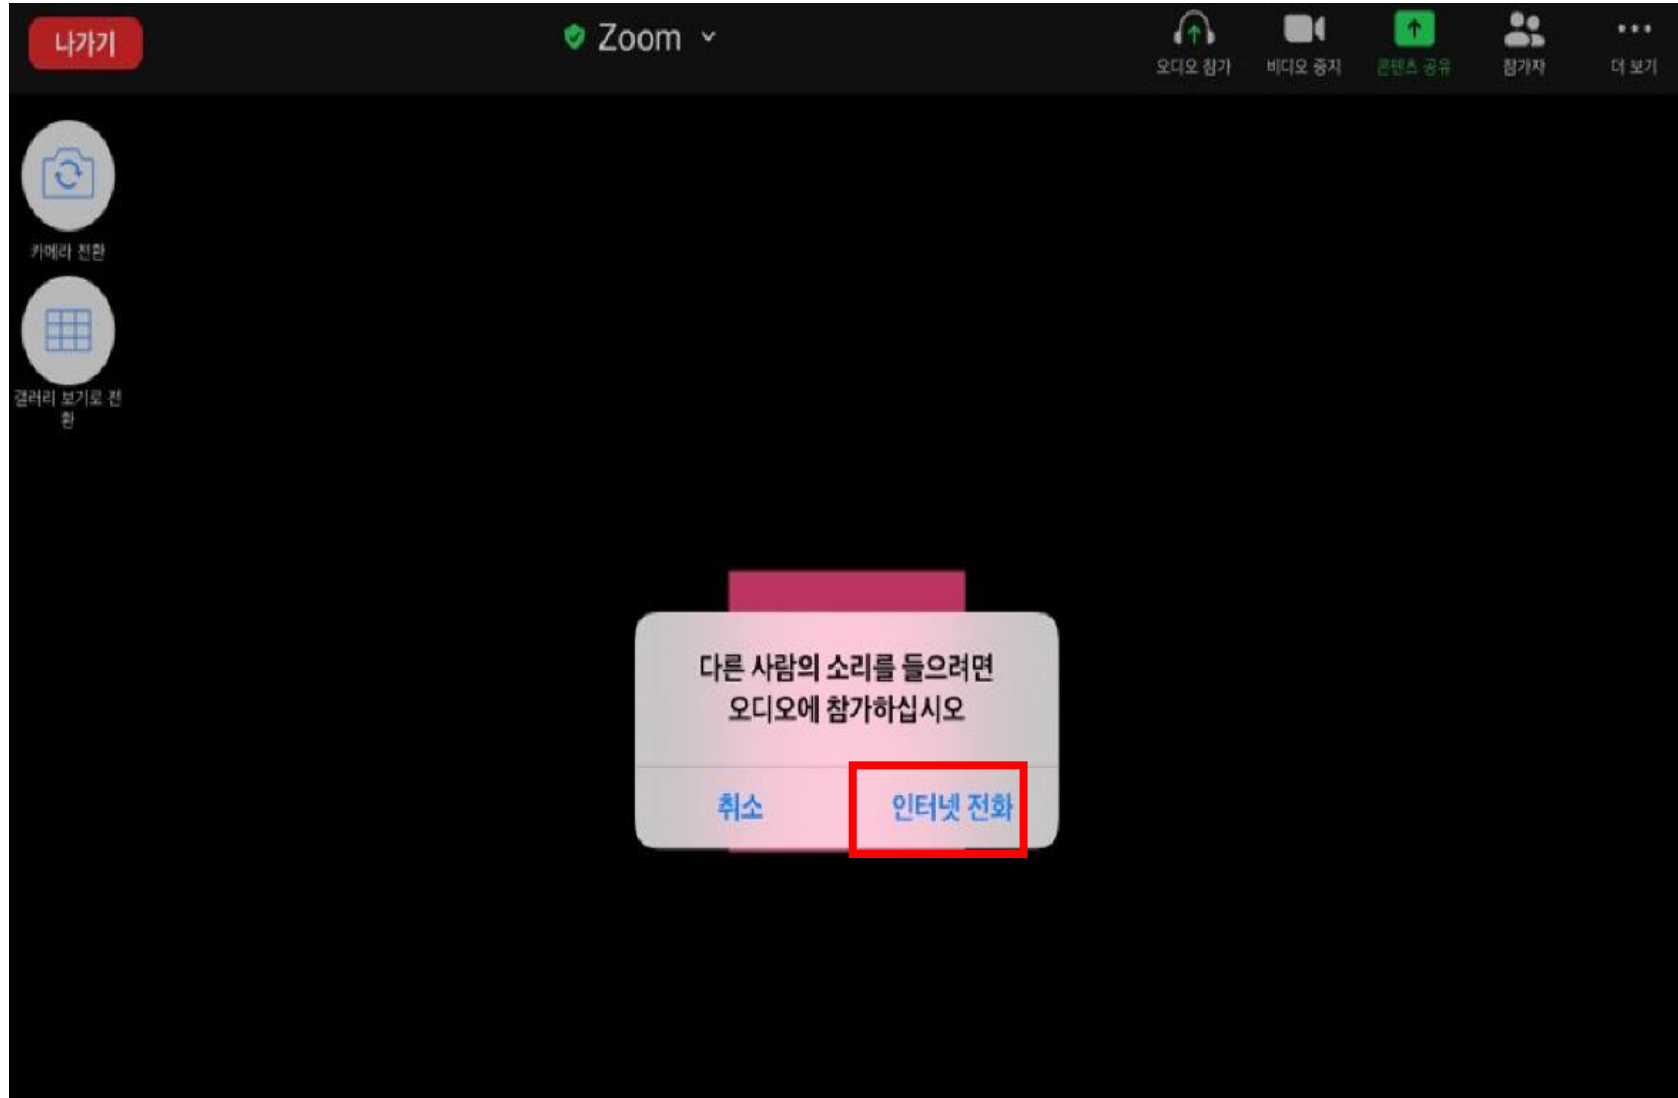 나가기
Zoom
오디오 참가
비디오 중지
콘텐츠 공유
참가자
더 보기
카메라 전환
갤러리 보기로 전
환
다른 사람의 소리를 들으려면
오디오에 참가하십시오
취소
인터넷 전화